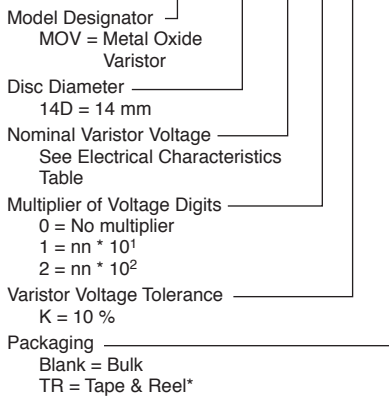 Model Designator
MOV = Metal Oxide
Varistor
Disc Diameter
14D = 14 mm
Nominal Varistor Voltage
See Electrical Characteristics
Table
Multiplier of Voltage Digits
0 = No multiplier
1 = nn * 10¹
2 = nn * 10²
Varistor Voltage Tolerance
K = 10 %
Packaging
Blank = Bulk
TR = Tape & Reel*